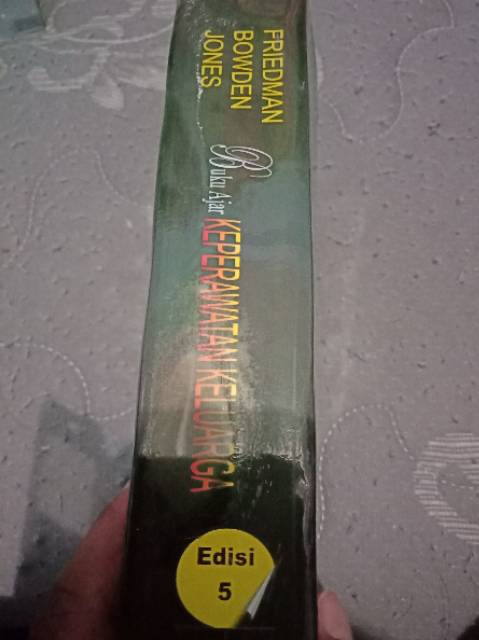 FRIEDMAN
BOWDEN
JONES
Buku Ajar KEPERAWATAN KELUARGA
Edisi
5